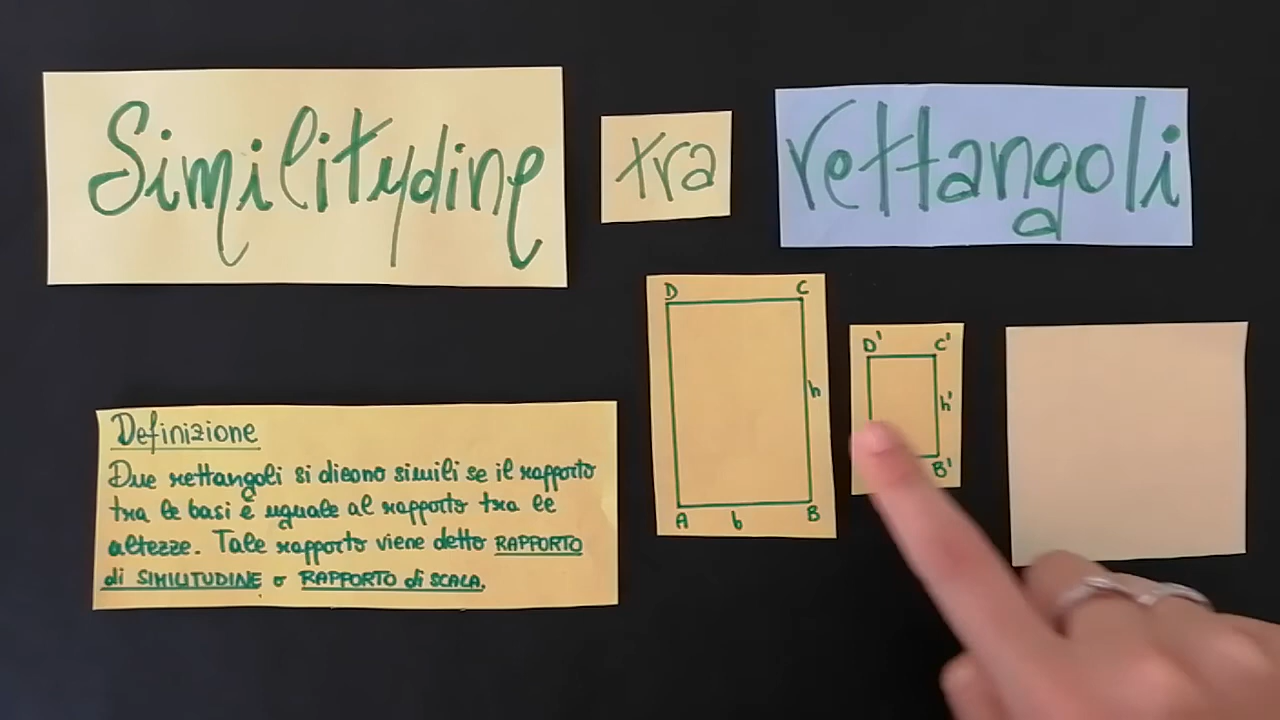 Similitudine tra rettangoli
D C
h
A b B
D' C'
h'
B'
Definizione
Due rettangoli si dicono simili se il rapporto
tra le basi è uguale al rapporto tra le
altezze. Tale rapporto viene detto RAPPORTO
di SIMILITUDINE o RAPPORTO di SCALA.